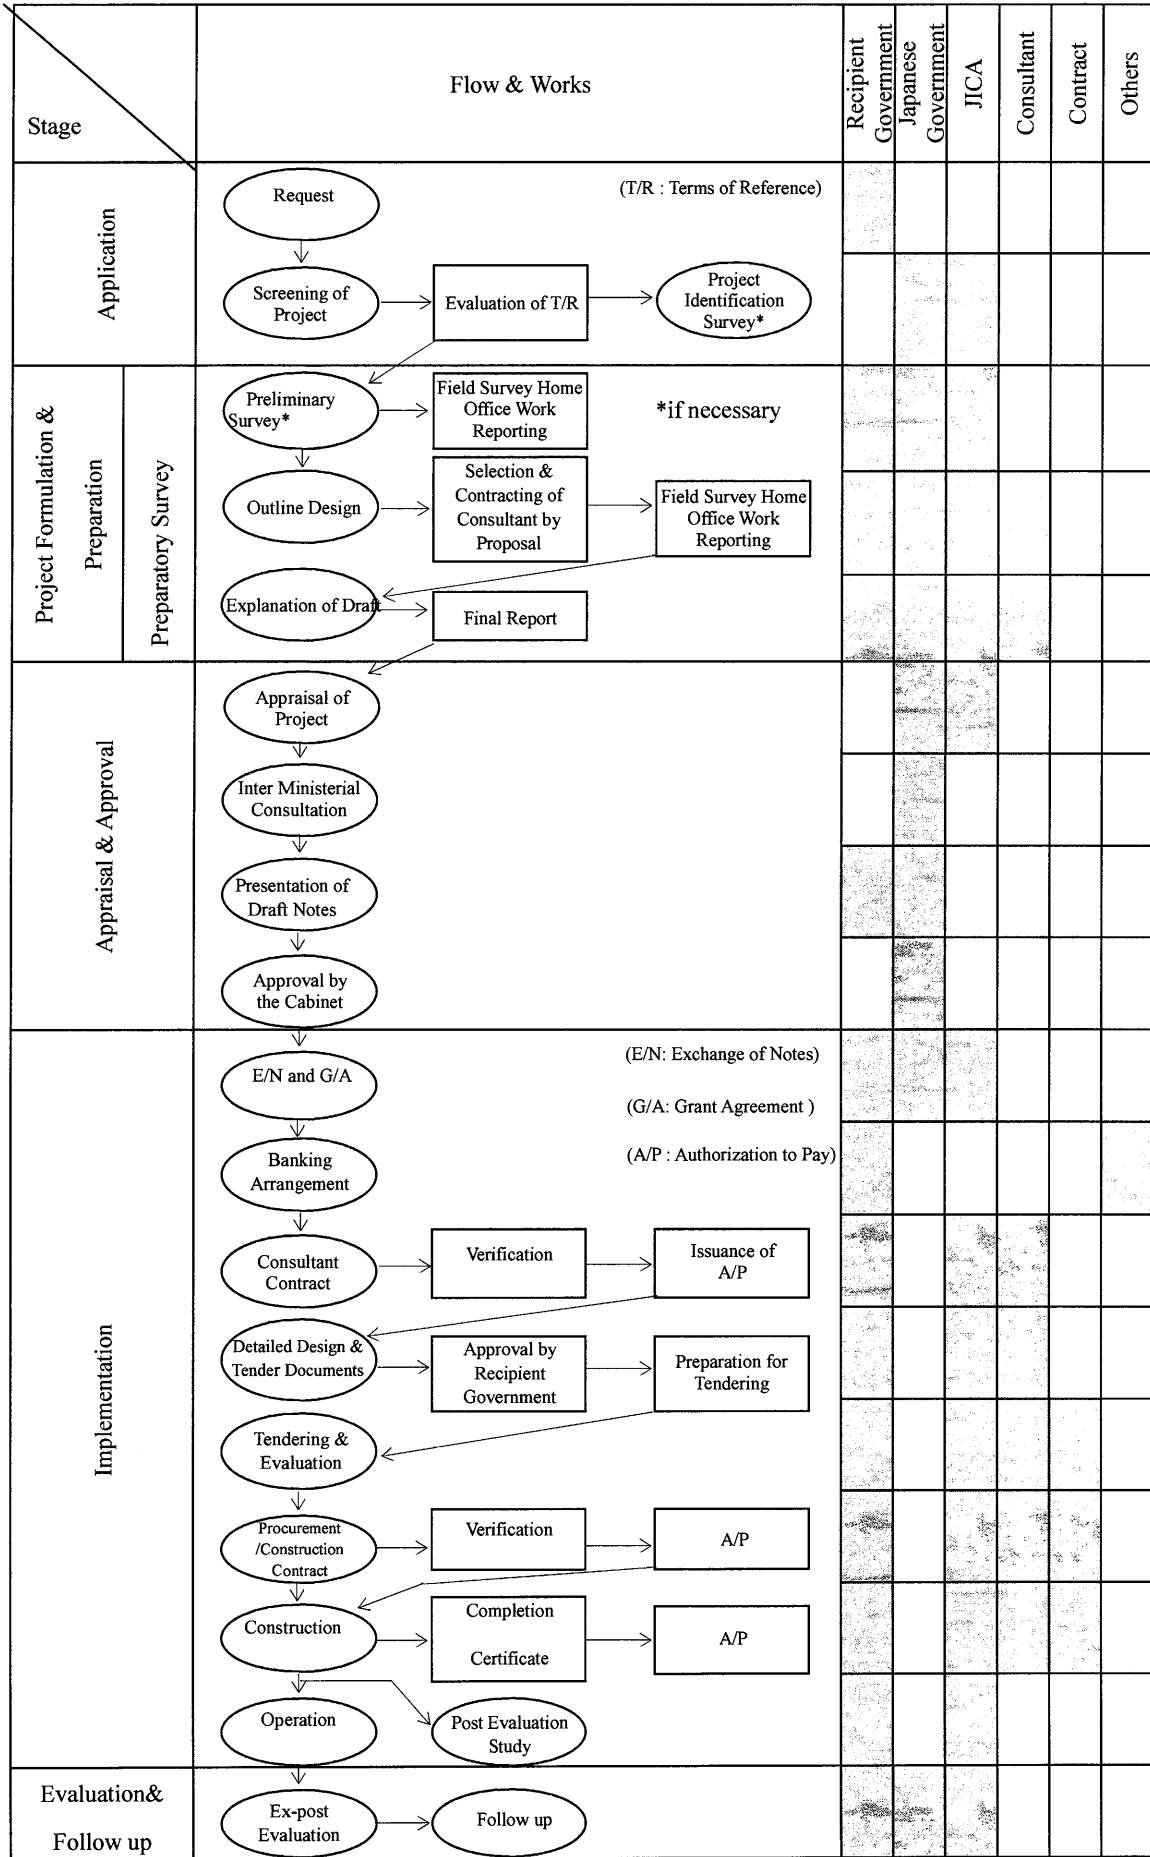 Stage
Flow & Works
Recipient
Government
Japanese
Government
JICA
Consultant
Contract
Others
Application
Request
(T/R : Terms of Reference)
Screening of
Project
Evaluation of T/R
Project
Identification
Survey*
Project Formulation &
Preparation
Preparatory Survey
Preliminary
Survey*
Field Survey Home
Office Work
Reporting
*if necessary
Outline Design
Selection &
Contracting of
Consultant by
Proposal
Field Survey Home
Office Work
Reporting
Explanation of Draft
Final Report
Appraisal & Approval
Appraisal of
Project
Inter Ministerial
Consultation
Presentation of
Draft Notes
Approval by
the Cabinet
Implementation
E/N and G/A
(E/N: Exchange of Notes)
(G/A: Grant Agreement )
(A/P : Authorization to Pay)
Banking
Arrangement
Consultant
Contract
Verification
Issuance of
A/P
Detailed Design &
Tender Documents
Approval by
Recipient
Government
Preparation for
Tendering
Tendering &
Evaluation
Procurement
/Construction
Contract
Verification
A/P
Construction
Completion
Certificate
A/P
Operation
Post Evaluation
Study
Evaluation&
Follow up
Ex-post
Evaluation
Follow up